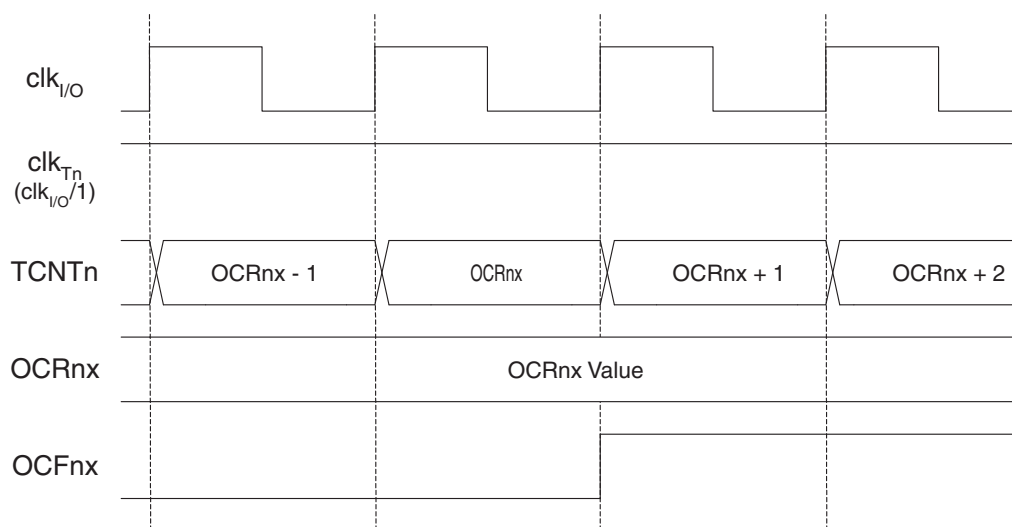 clkI/O
clkTn
(clkI/O/1)
TCNTn
OCRnx - 1
OCRnx
OCRnx + 1
OCRnx + 2
OCRnx
OCRnx Value
OCFnx